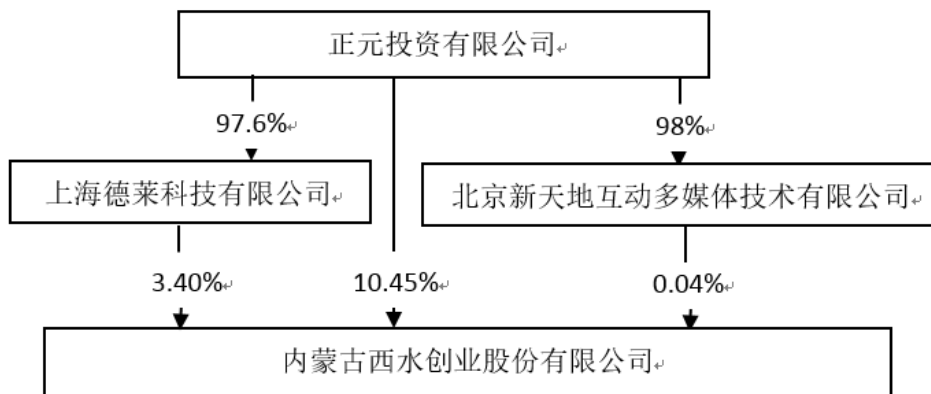 正元投资有限公司
97.6%
98%
上海德莱科技有限公司
北京新天地互动多媒体技术有限公司
3.40%
10.45%
0.04%
内蒙古西水创业股份有限公司